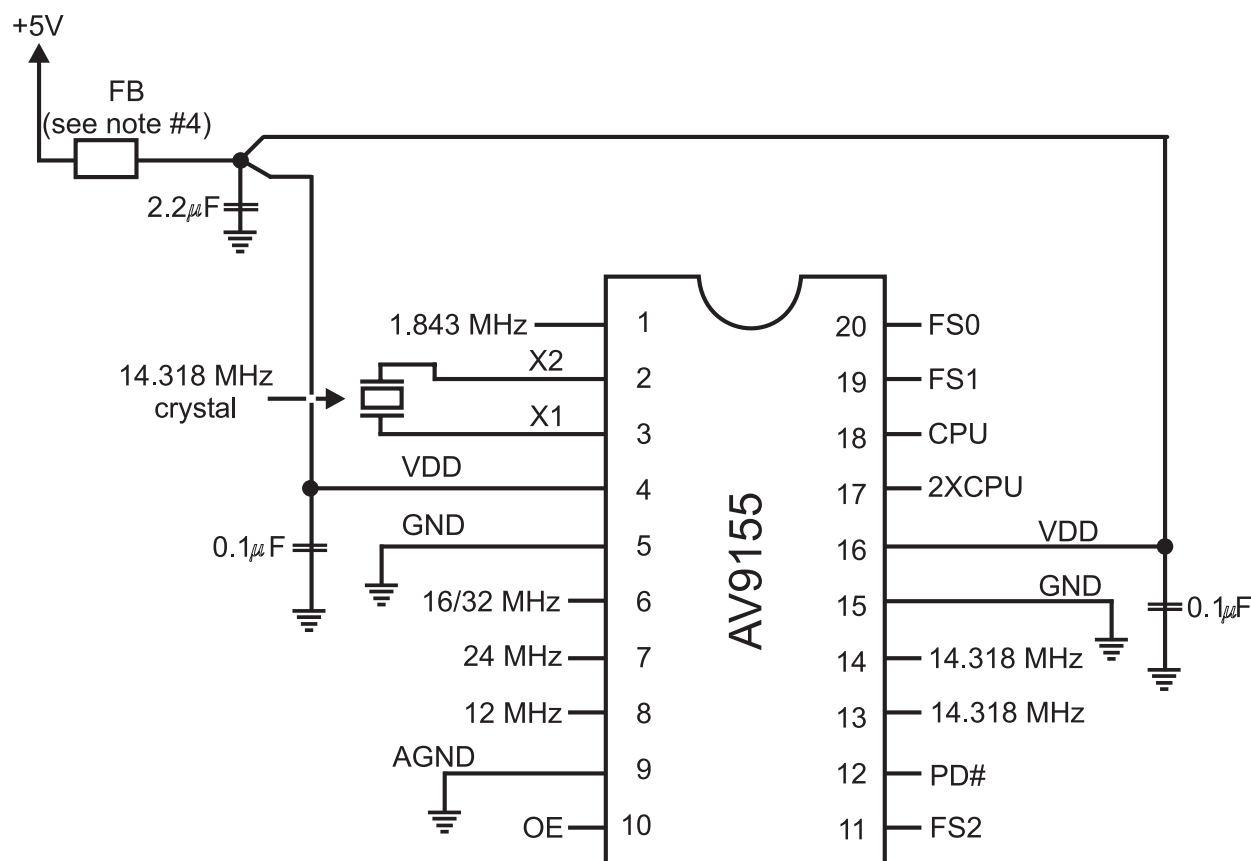 +5V
FB
(see note #4)
2.2µF
1.843 MHz
1
20
FS0
X2
14.318 MHz
crystal
2
19
FS1
X1
3
18
CPU
VDD
4
17
2XCPU
0.1µF
GND
5
16
VDD
16/32 MHz
6
15
GND
0.1µF
24 MHz
7
14
14.318 MHz
12 MHz
8
13
14.318 MHz
AGND
9
12
PD#
OE
10
11
FS2
AV9155